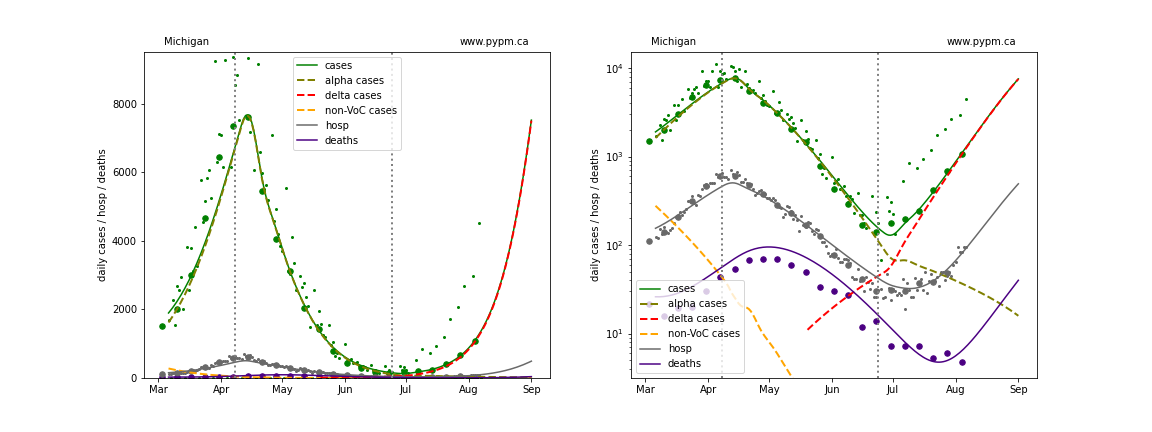 Michigan www.pypm.ca
daily cases / hosp / deaths
8000
6000
4000
2000
0
Mar Apr May Jun Jul Aug Sep
cases
alpha cases
delta cases
non-VoC cases
hosp
deaths
Michigan www.pypm.ca
daily cases / hosp / deaths
10⁴
10³
10²
10¹
Mar Apr May Jun Jul Aug Sep
cases
alpha cases
delta cases
non-VoC cases
hosp
deaths